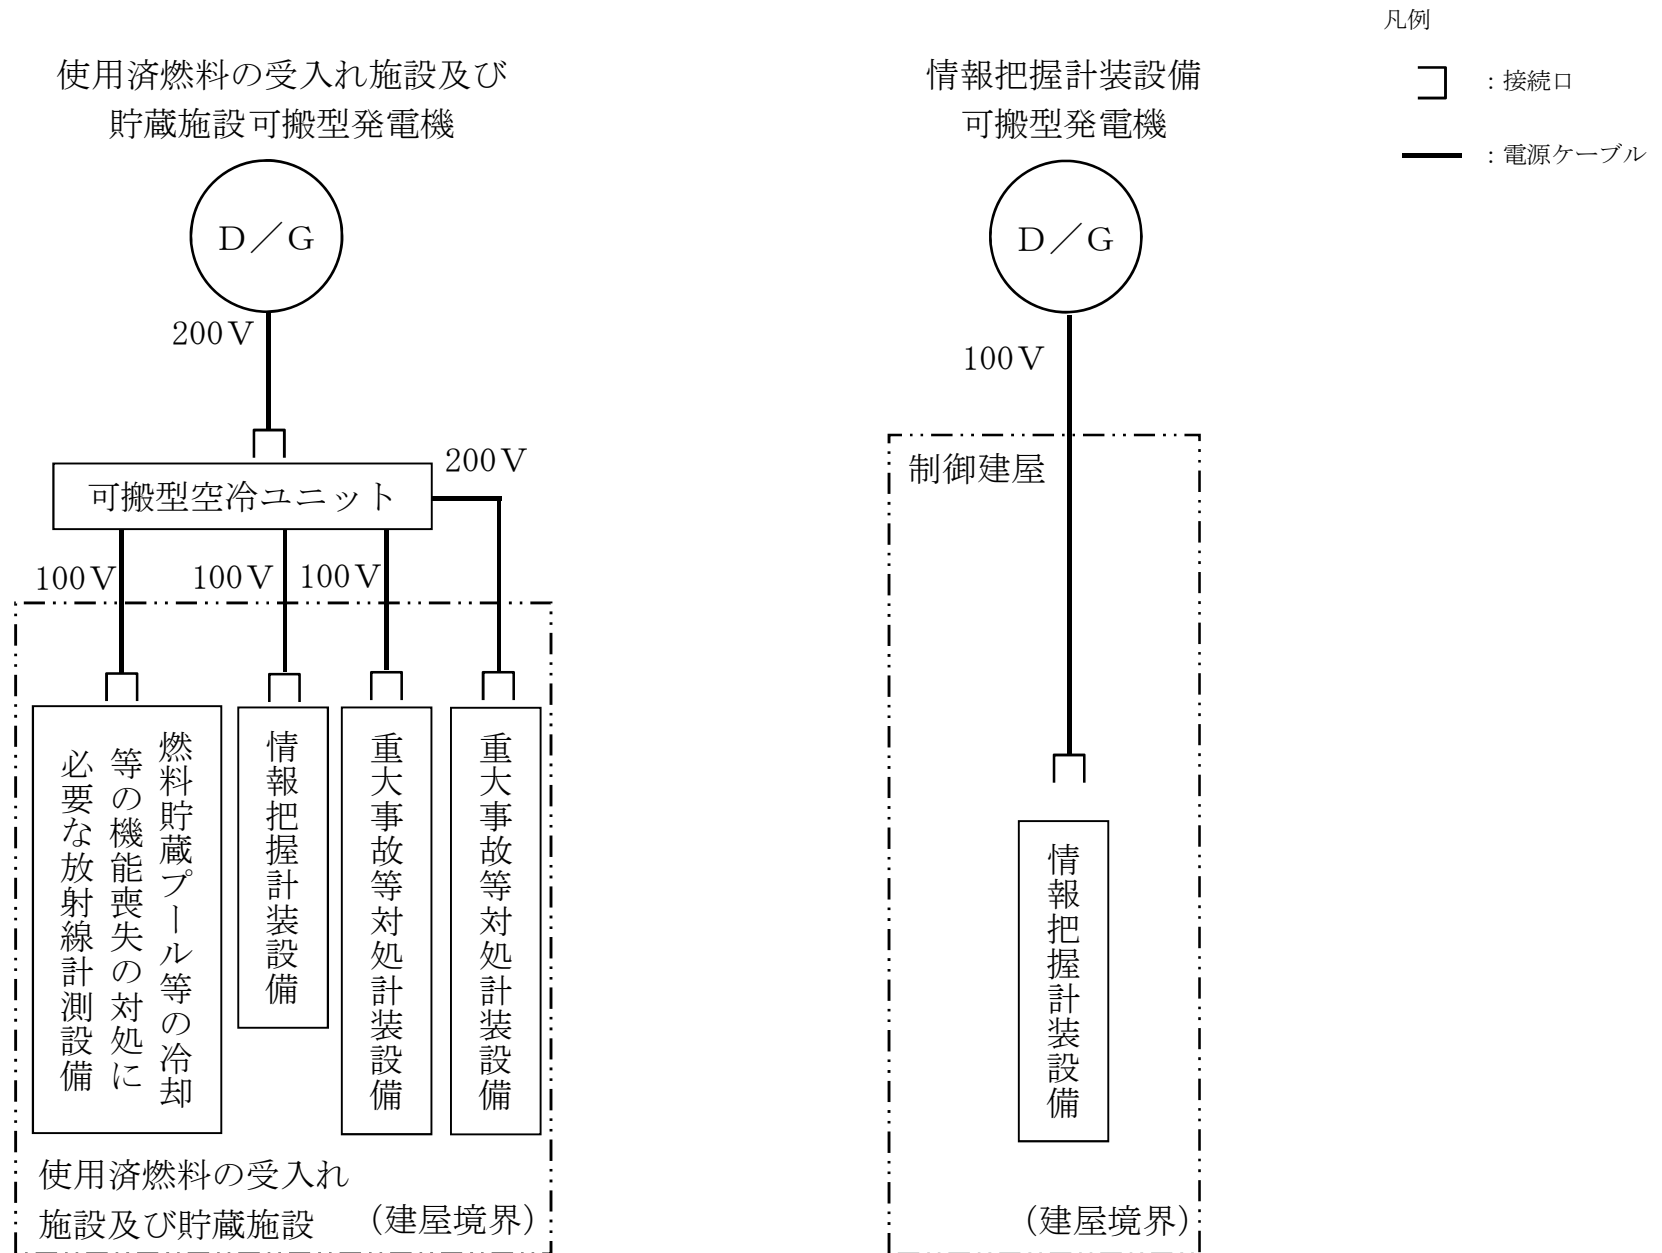 凡例
：接続口
：電源ケーブル
使用済燃料の受入れ施設及び
貯蔵施設可搬型発電機
D／G
200V
可搬型空冷ユニット
200V
100V
100V
100V
燃料貯蔵プール等の冷却
等の機能喪失の対処に
必要な放射線計測設備
情報把握計装設備
重大事故等対処計装設備
重大事故等対処計装設備
使用済燃料の受入れ
施設及び貯蔵施設
（建屋境界）
情報把握計装設備
可搬型発電機
D／G
100V
制御建屋
情報把握計装設備
（建屋境界）